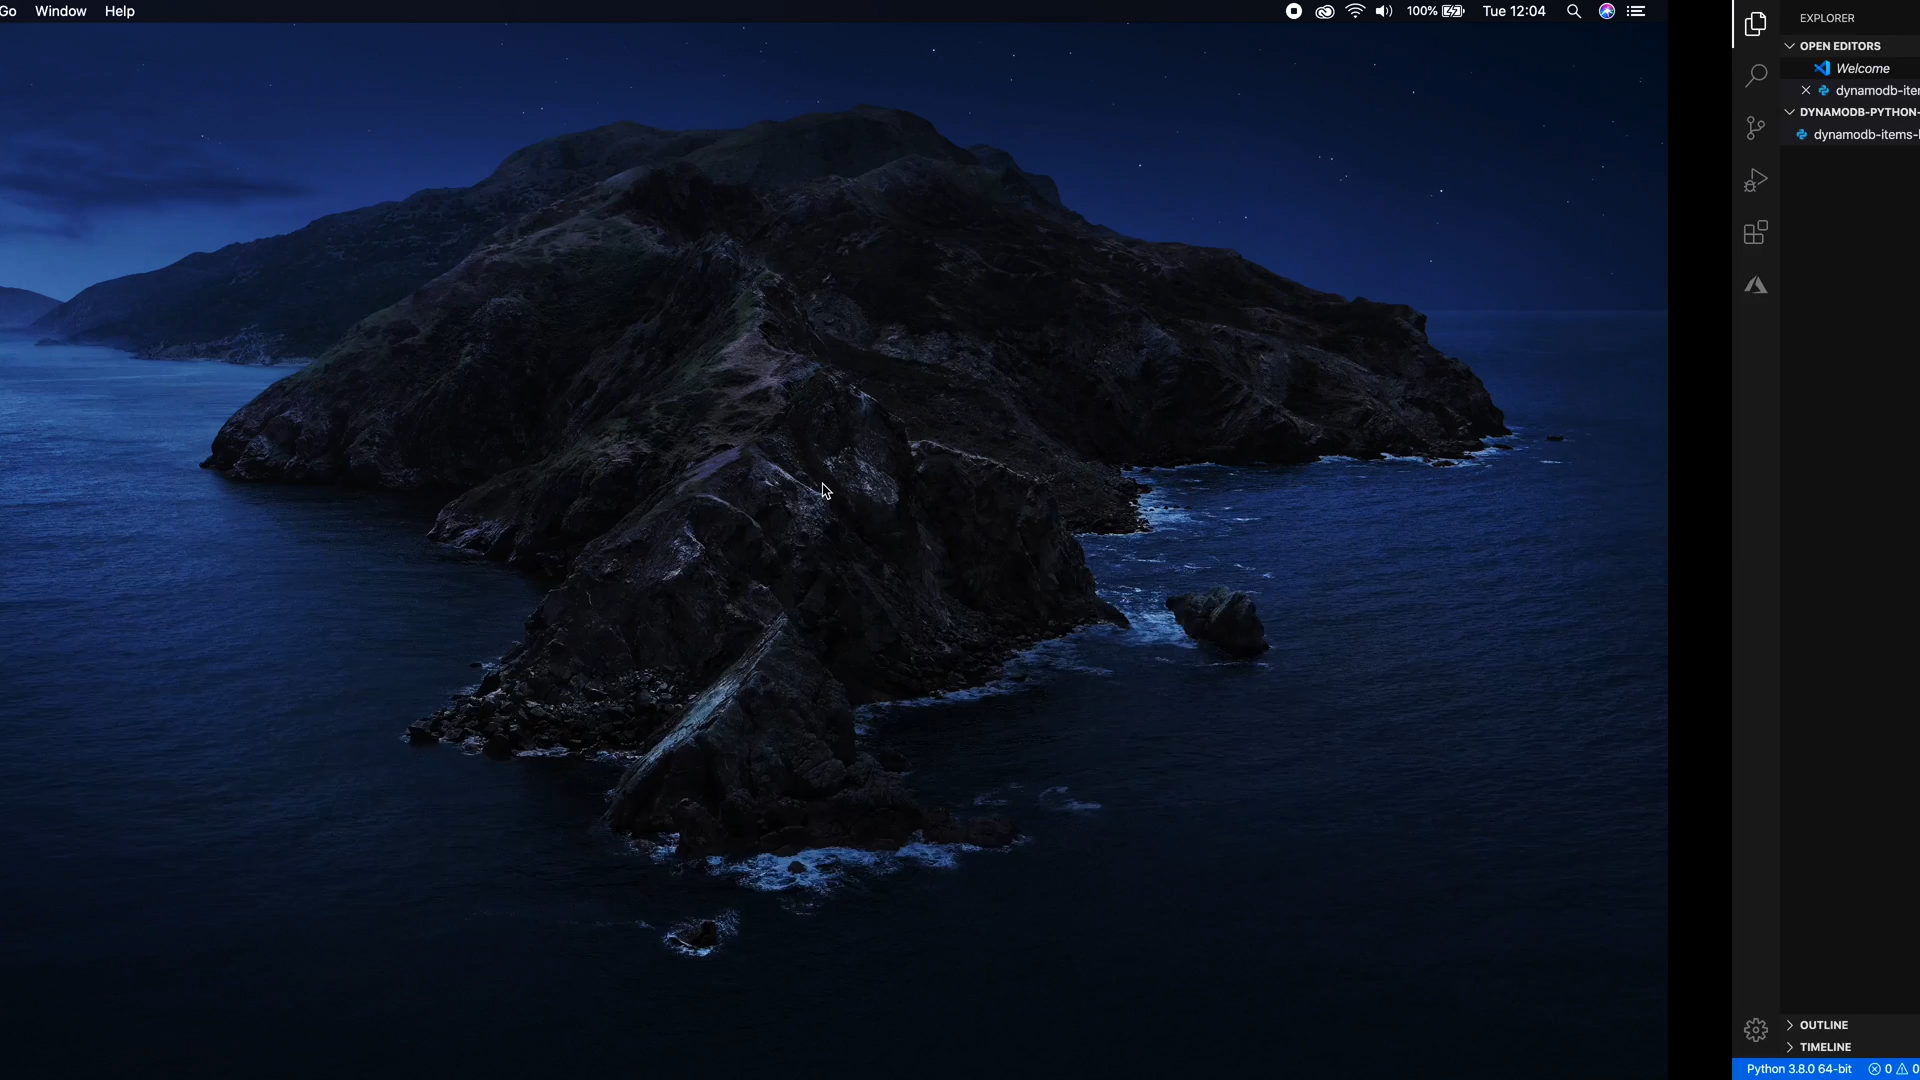 Go Window Help 100% Tue 12:04
EXPLORER
OPEN EDITORS
Welcome
dynamodb-iter
DYNAMODB-PYTHON-
dynamodb-items-
OUTLINE
TIMELINE
Python 3.8.0 64-bit 0 0